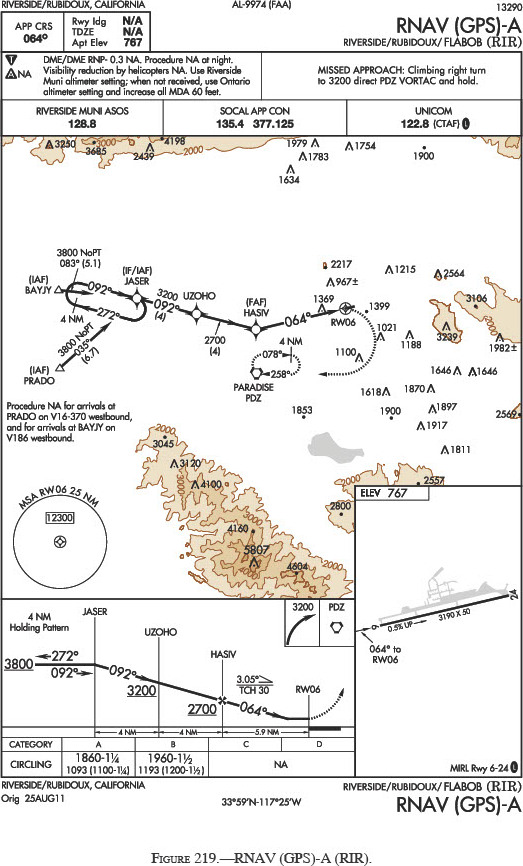 RIVERSIDE/RUBIDOUX, CALIFORNIA
AL-9974 (FAA)
13290
APP CRS
064°
Rwy ldg N/A
TDZE N/A
Apt Elev 767
RNAV (GPS)-A
RIVERSIDE/RUBIDOUX/ FLABOB (RIR)
T
A NA
DME/DME RNP- 0.3 NA. Procedure NA at night.
Visibility reduction by helicopters NA. Use Riverside
Muni altimeter setting; when not received, use Ontario
altimeter setting and increase all MDA 60 feet.
MISSED APPROACH: Climbing right turn
to 3200 direct PDZ VORTAC and hold.
RIVERSIDE MUNI ASOS
128.8
SOCAL APP CON
135.4 377.125
UNICOM
122.8 (CTAF) L
3250
3685
2439
4198
3000
2000
1979
1783
1634
1754
1900
3800 NoPT
083° (5.1)
(IAF)
BAYJY
092°
4 NM
272°
(IF/IAF)
JASER
3200
092°
(4)
UZOHO
2700
(4)
(FAF)
HASIV
064°
RW06
3800 NoPT
035°
(6.7)
(IAF)
PRADO
4 NM
078°
258°
PARADISE
PDZ
2217
967±
1369
1399
1215
2564
3106
3239
1021
1188
1982±
1100
1646
1646
1618
1870
1853
1900
1897
1917
2569
1811
2557
2800
Procedure NA for arrivals at
PRADO on V16-370 westbound,
and for arrivals at BAYJY on
V186 westbound.
3045
3120
4100
4160
5807
4604
2000
MSA RW06 25 NM
12300
ELEV 767
24
6
0.5% UP
3190 X 50
064° to
RW06
MIRL Rwy 6-24 L
4 NM
Holding Pattern
JASER
UZOHO
HASIV
RW06
3200
PDZ
3800
272°
092°
092°
3200
2700
3.05°
TCH 30
064°
4 NM
4 NM
5.9 NM
CATEGORY
A
B
C
D
CIRCLING
1860-1¼
1093 (1100-1¼)
1960-1½
1193 (1200-1½)
NA
RIVERSIDE/RUBIDOUX, CALIFORNIA
Orig 25AUG11
33°59'N-117°25'W
RIVERSIDE/RUBIDOUX/ FLABOB (RIR)
RNAV (GPS)-A
FIGURE 219.—RNAV (GPS)-A (RIR).